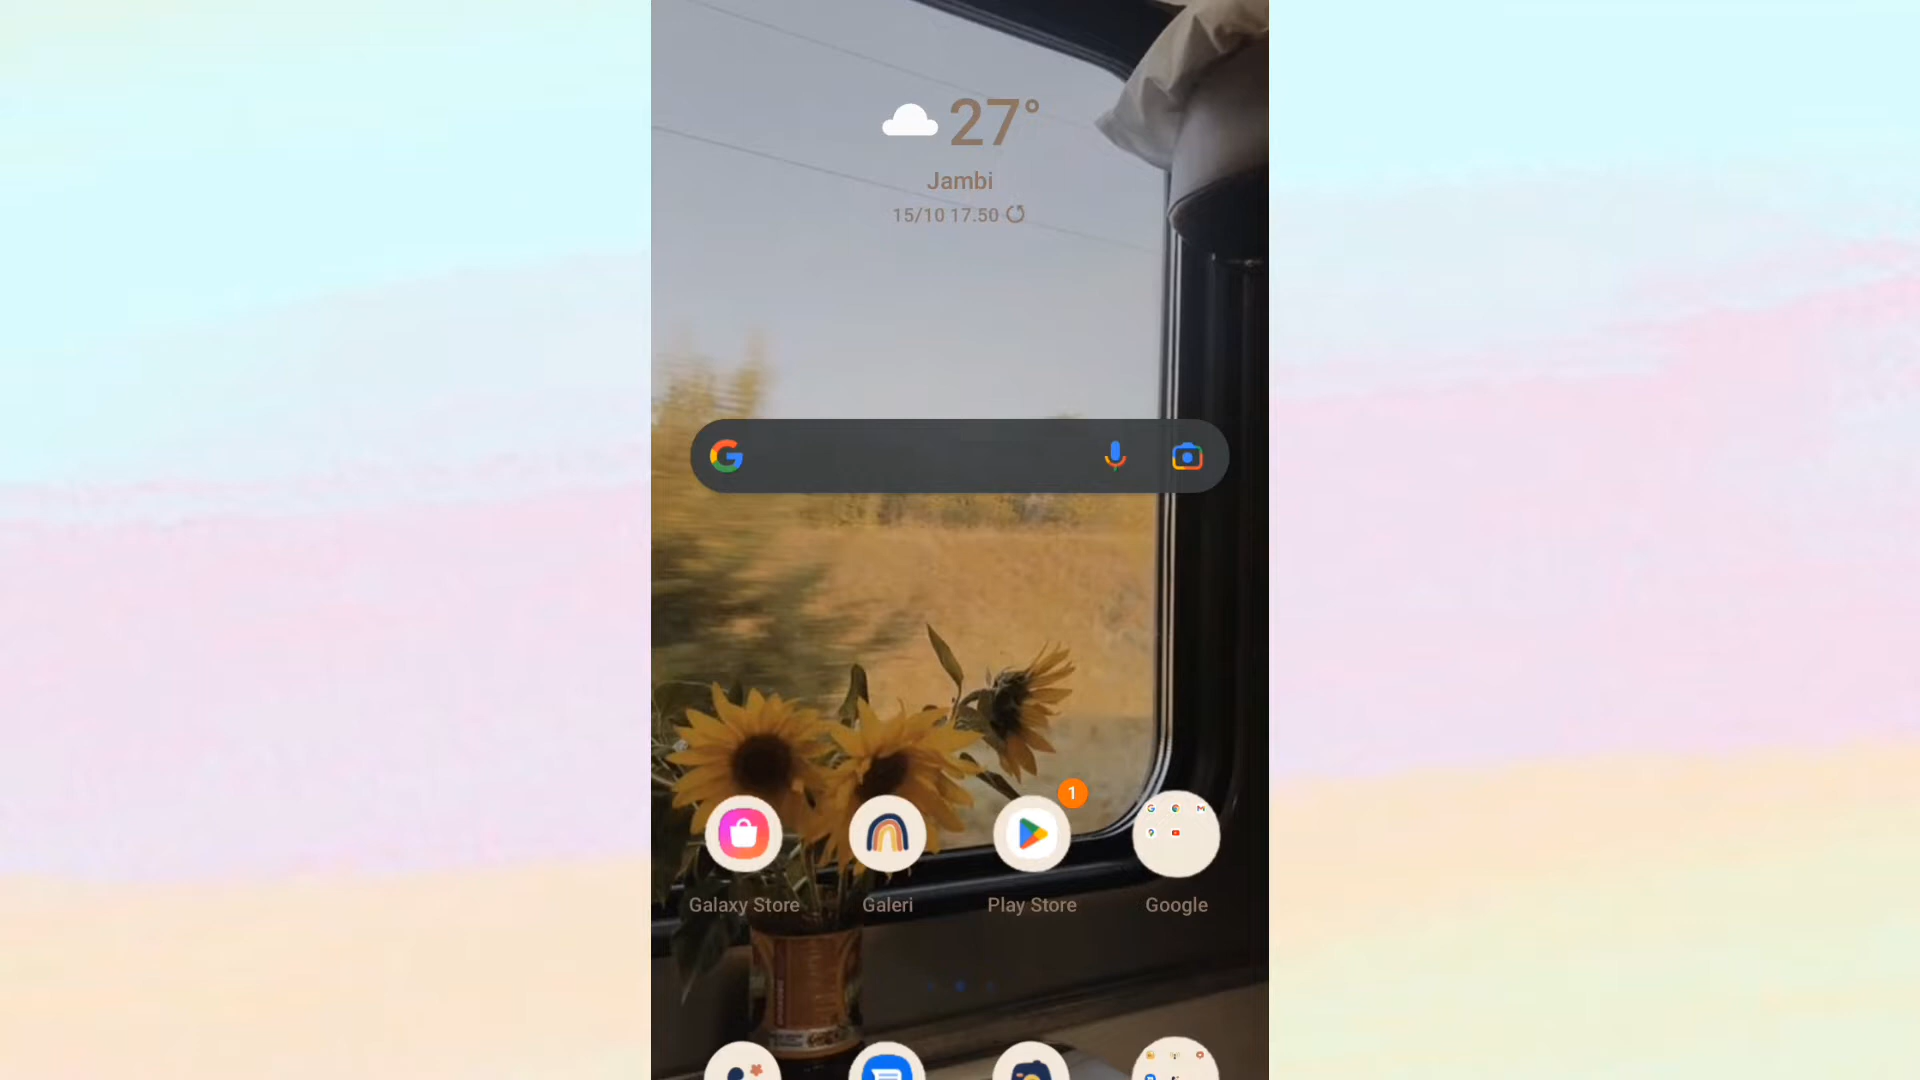 27°
Jambi
15/10 17.50
1
Galaxy Store
Galeri
Play Store
Google